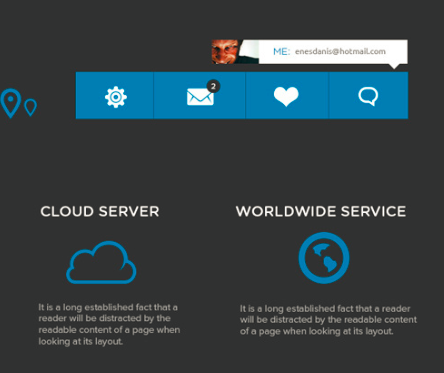 ME: enesdanis@hotmail.com
2
CLOUD SERVER
It is a long established fact that a
reader will be distracted by the
readable content of a page when
looking at its layout.
WORLDWIDE SERVICE
It is a long established fact that a reader
will be distracted by the readable content
of a page when looking at its layout.